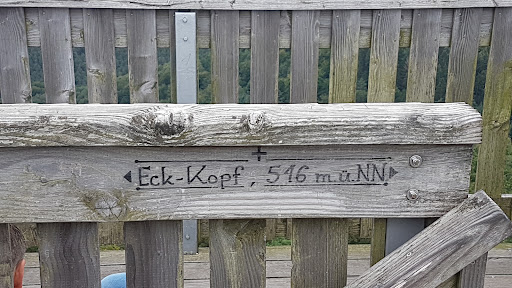 Eck-Kopf, 516 m ü NN